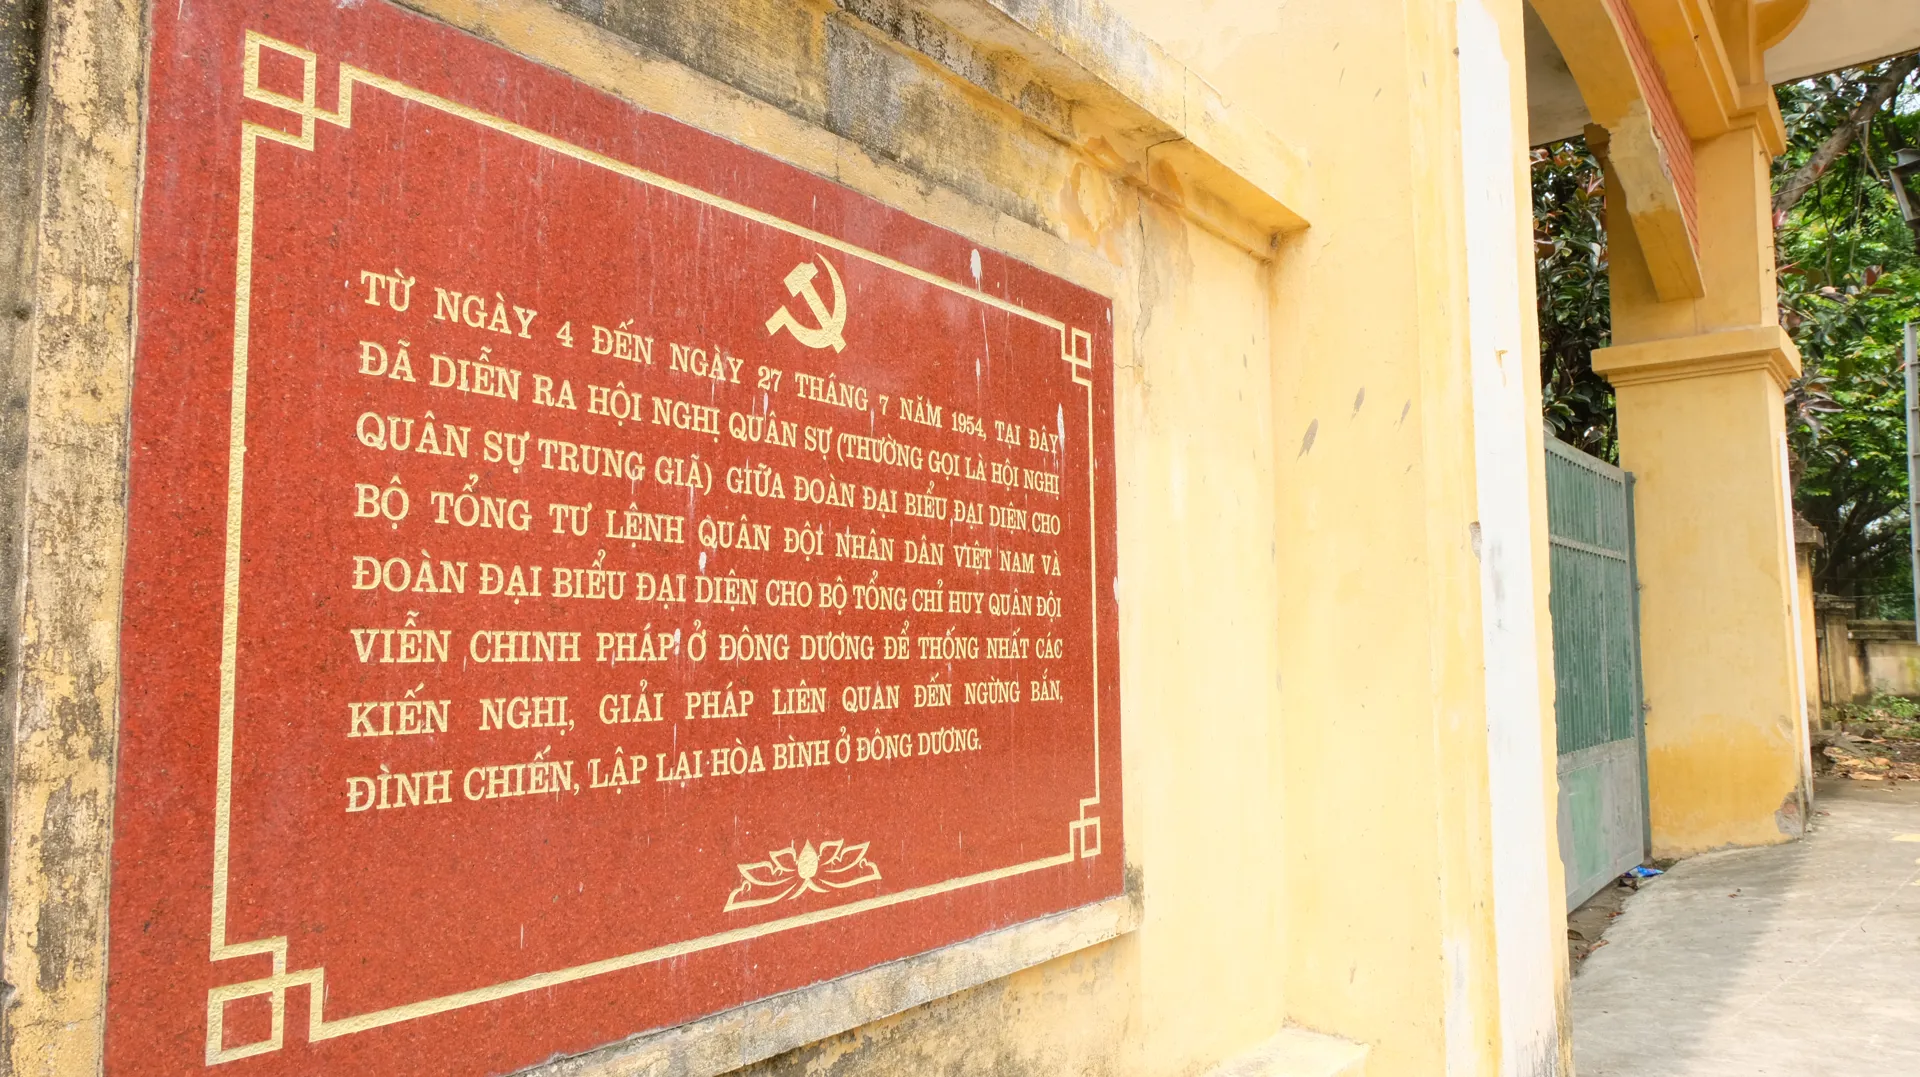 TỪ NGÀY 4 ĐẾN NGÀY 27 THÁNG 7 NĂM 1954, TẠI ĐÂY
ĐÃ DIỄN RA HỘI NGHỊ QUÂN SỰ (THƯỜNG GỌI LÀ HỘI NGHỊ
QUÂN SỰ TRUNG GIÃ) GIỮA ĐOÀN ĐẠI BIỂU ĐẠI DIỆN CHO
BỘ TỔNG TƯ LỆNH QUÂN ĐỘI NHÂN DÂN VIỆT NAM VÀ
ĐOÀN ĐẠI BIỂU ĐẠI DIỆN CHO BỘ TỔNG CHỈ HUY QUÂN ĐỘI
VIỄN CHINH PHÁP Ở ĐÔNG DƯƠNG ĐỂ THỐNG NHẤT CÁC
KIẾN NGHỊ, GIẢI PHÁP LIÊN QUAN ĐẾN NGỪNG BẮN,
ĐÌNH CHIẾN, LẬP LẠI HÒA BÌNH Ở ĐÔNG DƯƠNG.